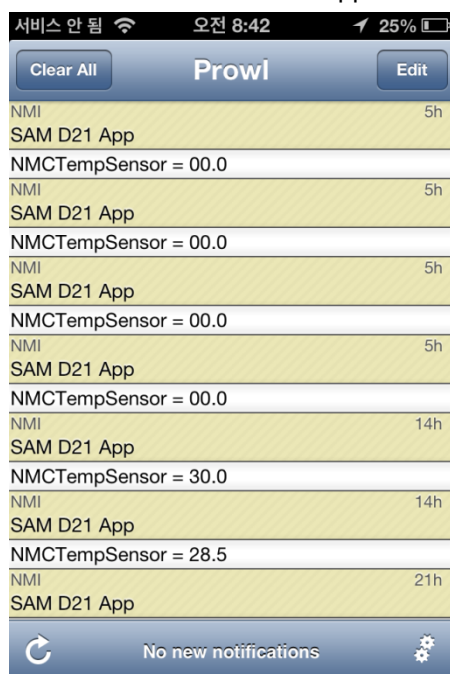 서비스 안 됨 오전 8:42 25%
Clear All Prowl Edit
NMI 5h
SAM D21 App
NMCTempSensor = 00.0
NMI 5h
SAM D21 App
NMCTempSensor = 00.0
NMI 5h
SAM D21 App
NMCTempSensor = 00.0
NMI 5h
SAM D21 App
NMCTempSensor = 00.0
NMI 14h
SAM D21 App
NMCTempSensor = 30.0
NMI 14h
SAM D21 App
NMCTempSensor = 28.5
NMI 21h
SAM D21 App
No new notifications